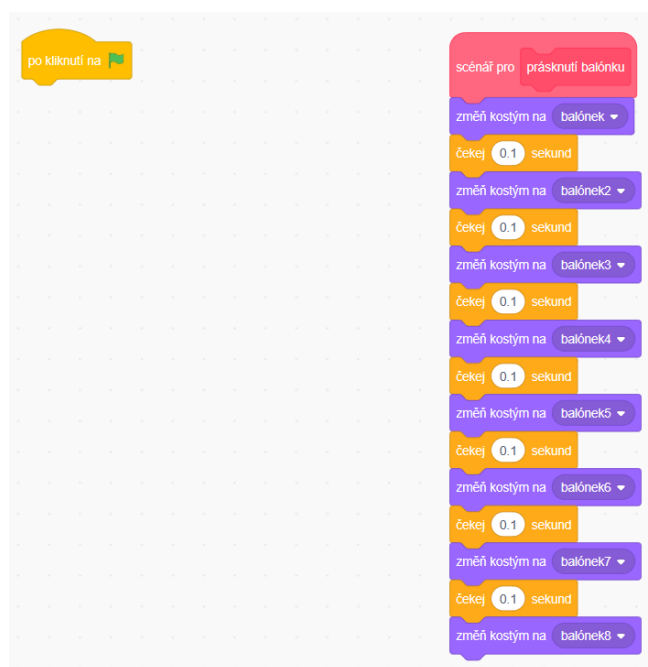 po kliknutí na
scénář pro prásknutí balónku
změň kostým na balónek
čekej 0.1 sekund
změň kostým na balónek2
čekej 0.1 sekund
změň kostým na balónek3
čekej 0.1 sekund
změň kostým na balónek4
čekej 0.1 sekund
změň kostým na balónek5
čekej 0.1 sekund
změň kostým na balónek6
čekej 0.1 sekund
změň kostým na balónek7
čekej 0.1 sekund
změň kostým na balónek8